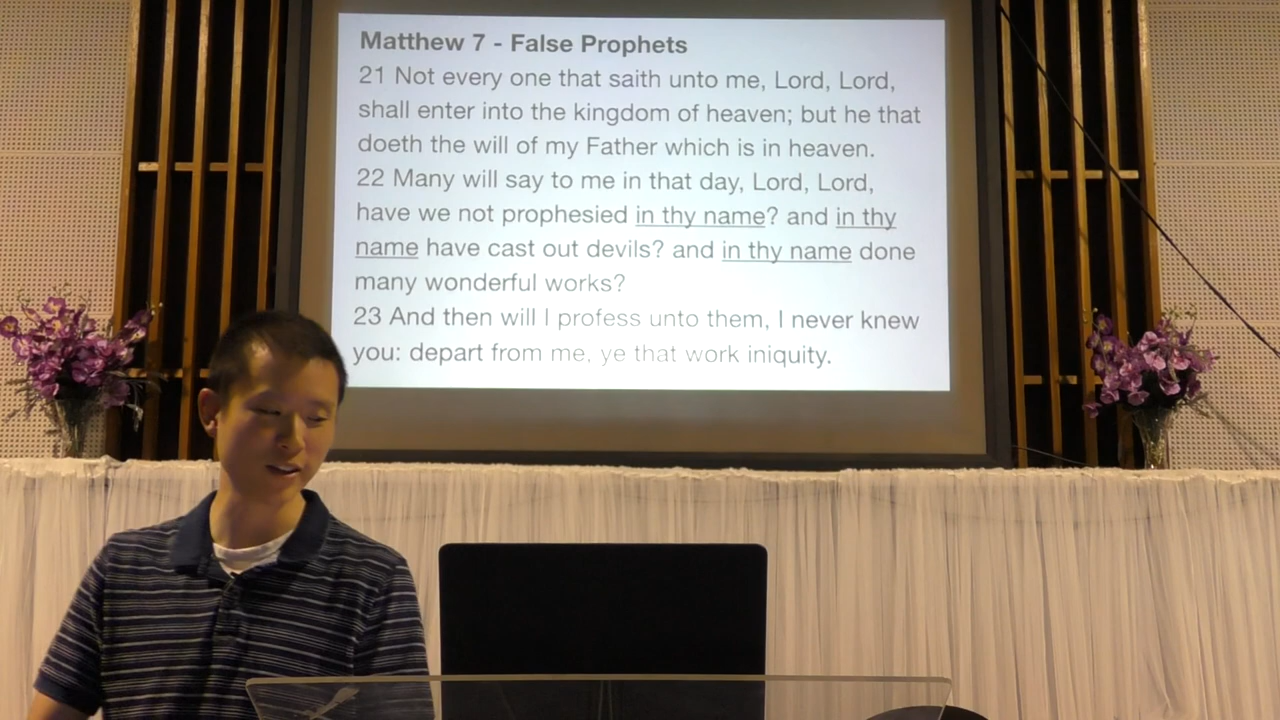 Matthew 7 - False Prophets
21 Not every one that saith unto me, Lord, Lord,
shall enter into the kingdom of heaven; but he that
doeth the will of my Father which is in heaven.
22 Many will say to me in that day, Lord, Lord,
have we not prophesied in thy name? and in thy
name have cast out devils? and in thy name done
many wonderful works?
23 And then will I profess unto them, I never knew
you: depart from me, ye that work iniquity.